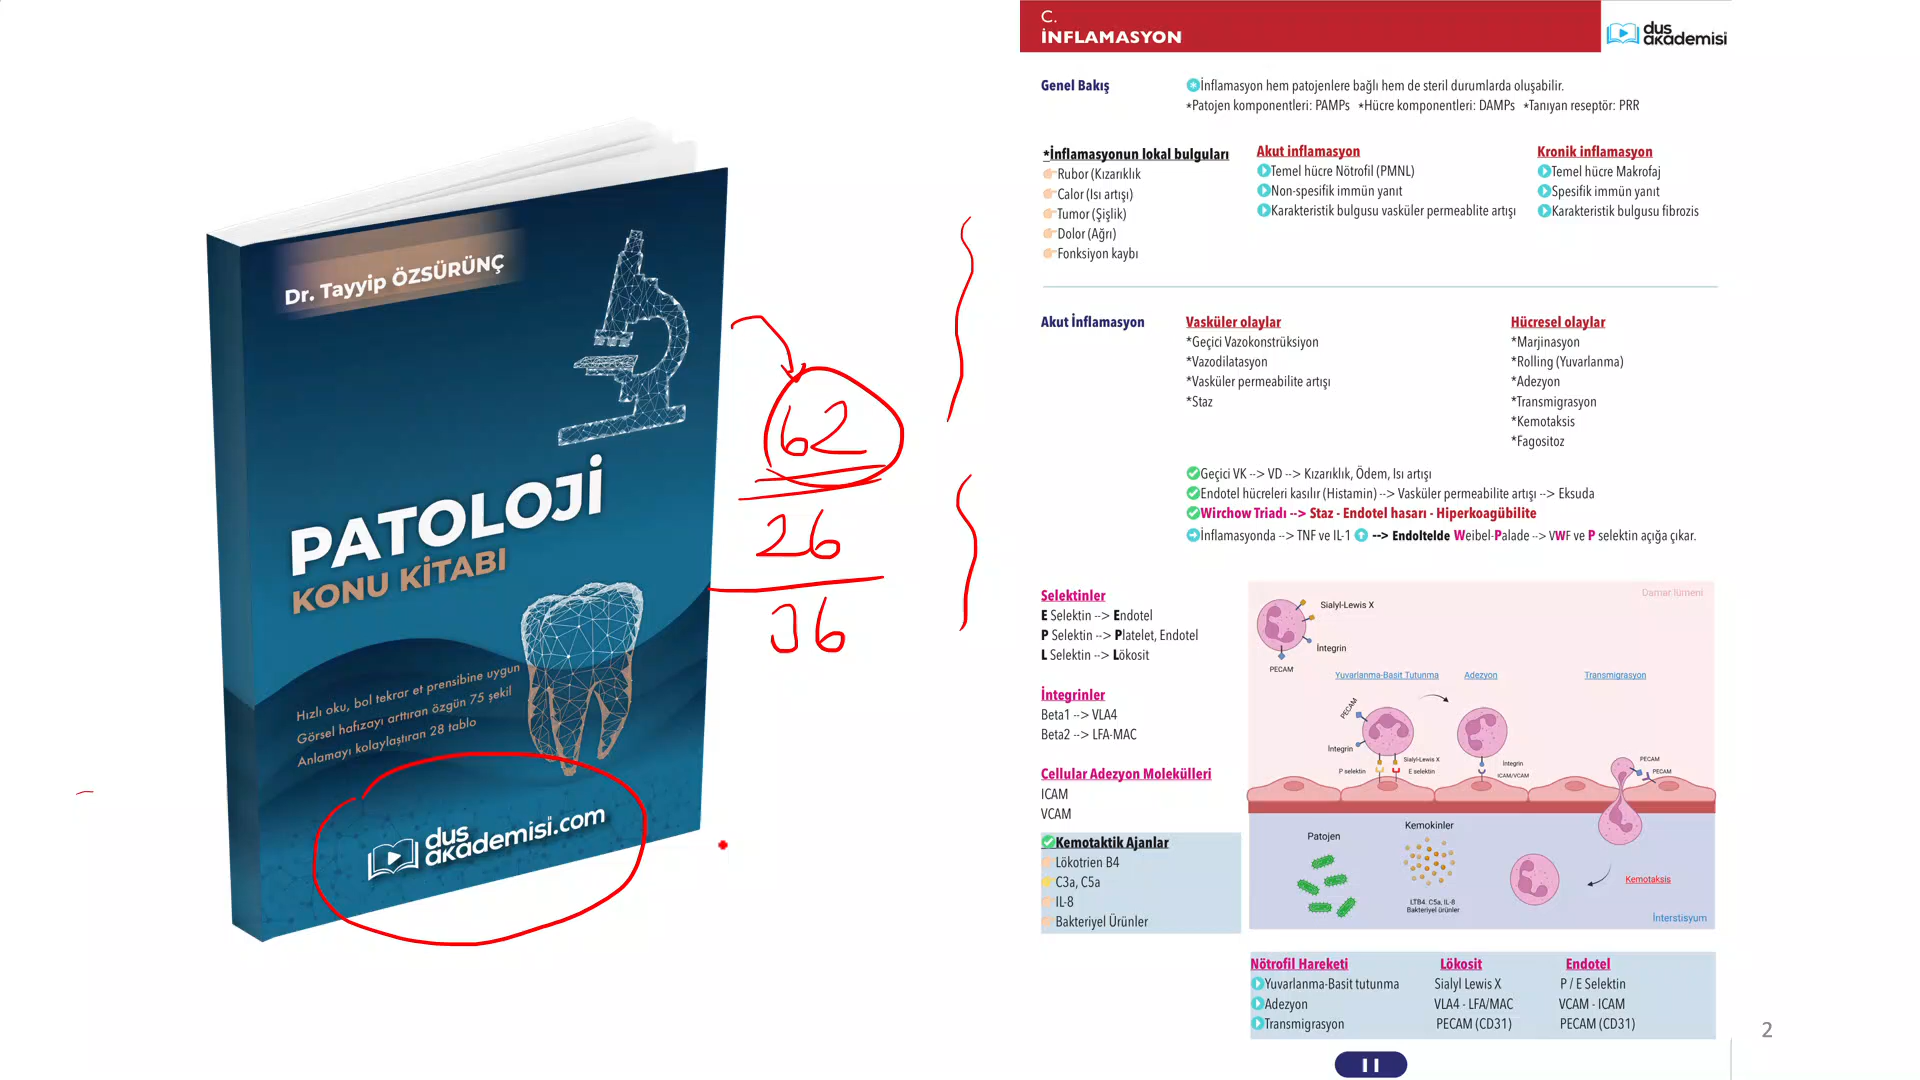 Dr. Tayyip ÖZSÜRÜNÇ
PATOLOJİ
KONU KİTABI
Hızlı oku, bol tekrar et prensibine uygun
Görsel hafızayı arttıran özgün 75 şekil
Anlamayı kolaylaştıran 28 tablo
dus
akademisi.com
62
26
36
C.
İNFLAMASYON
dus
akademisi
Genel Bakış
İnflamasyon hem patojenlere bağlı hem de steril durumlarda oluşabilir.
*Patojen komponentleri: PAMPs *Hücre komponentleri: DAMPs *Tanıyan reseptör: PRR
*İnflamasyonun lokal bulguları
Rubor (Kızarıklık
Calor (Isı artışı)
Tumor (Şişlik)
Dolor (Ağrı)
Fonksiyon kaybı
Akut inflamasyon
Temel hücre Nötrofil (PMNL)
Non-spesifik immün yanıt
Karakteristik bulgusu vasküler permeablite artışı
Kronik inflamasyon
Temel hücre Makrofaj
Spesifik immün yanıt
Karakteristik bulgusu fibrozis
Akut İnflamasyon
Vasküler olaylar
*Geçici Vazokonstrüksiyon
*Vazodilatasyon
*Vasküler permeabilite artışı
*Staz
Hücresel olaylar
*Marjinasyon
*Rolling (Yuvarlanma)
*Adezyon
*Transmigrasyon
*Kemotaksis
*Fagositoz
Geçici VK --> VD --> Kızarıklık, Ödem, Isı artışı
Endotel hücreleri kasılır (Histamin) --> Vasküler permeabilite artışı --> Eksuda
Wirchow Triadı --> Staz - Endotel hasarı - Hiperkoagübilite
İnflamasyonda --> TNF ve IL-1 --> Endoltelde Weibel-Palade --> VWF ve P selektin açığa çıkar.
Selektinler
E Selektin --> Endotel
P Selektin --> Platelet, Endotel
L Selektin --> Lökosit
İntegrinler
Beta1 --> VLA4
Beta2 --> LFA-MAC
Cellular Adezyon Molekülleri
ICAM
VCAM
Kemotaktik Ajanlar
Lökotrien B4
C3a, C5a
IL-8
Bakteriyel Ürünler
Damar lümeni
Sialyl-Lewis X
İntegrin
PECAM
Yuvarlanma-Basit Tutunma
Adezyon
Transmigrasyon
PECAM
İntegrin
Sialyl-Lewis X
P selektin
E selektin
İntegrin
ICAM/VCAM
PECAM
PECAM
Patojen
Kemokinler
LTB4, C5a, IL-8
Bakteriyel ürünler
Kemotaksis
İnterstisyum
Nötrofil Hareketi Lökosit Endotel
Yuvarlanma-Basit tutunma Sialyl Lewis X P / E Selektin
Adezyon VLA4 - LFA/MAC VCAM - ICAM
Transmigrasyon PECAM (CD31) PECAM (CD31)
11
2